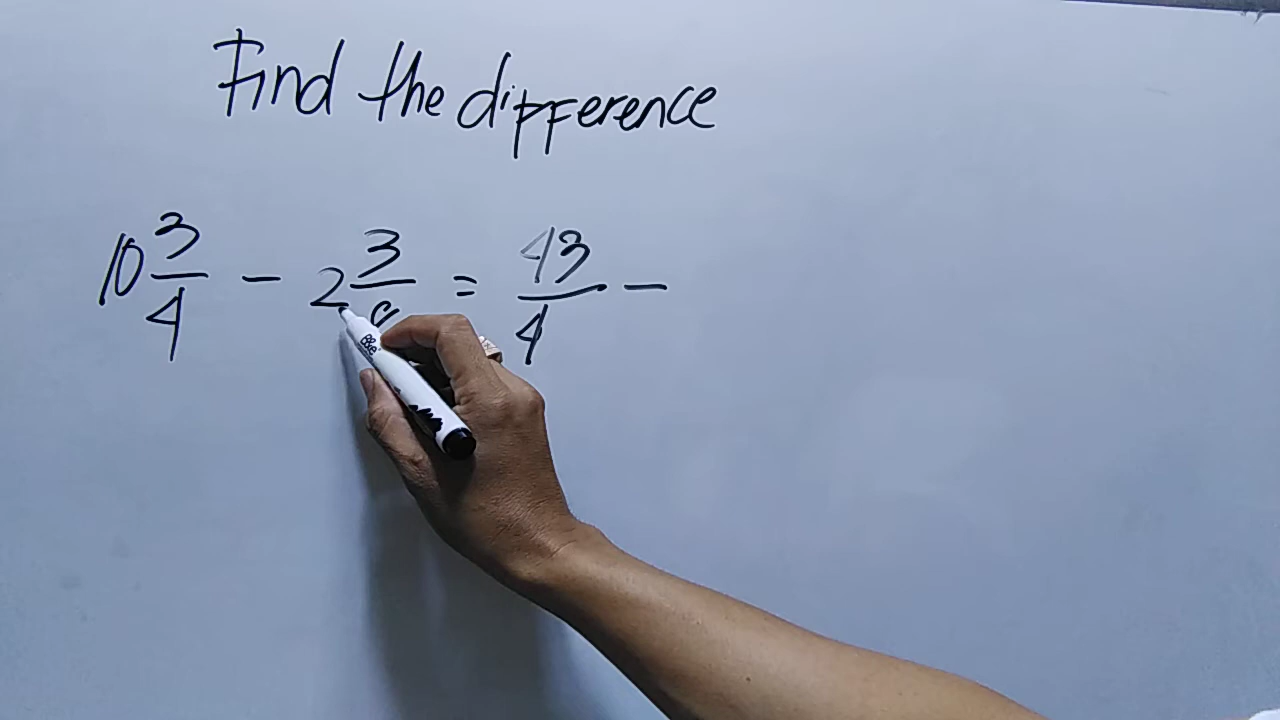 Find the difference
10 3/4 - 2 3/ = 43/4 -